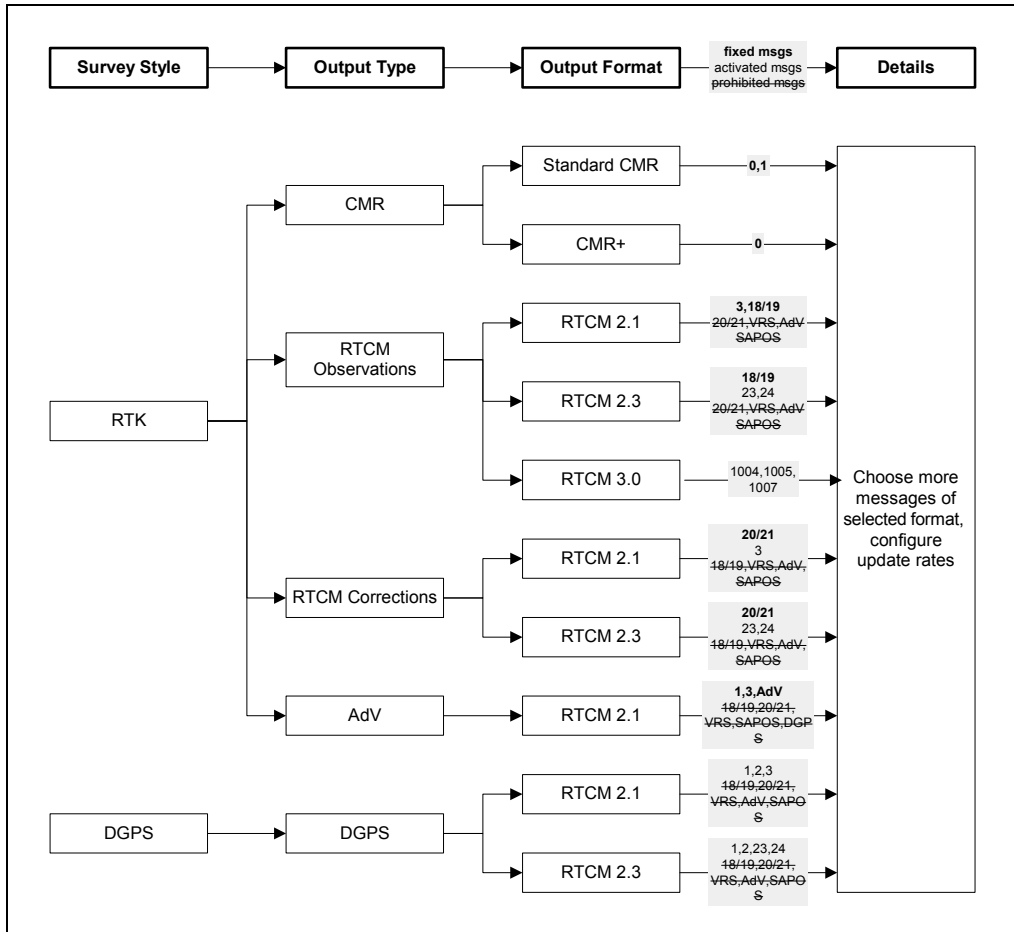 Survey Style
Output Type
Output Format
fixed msgs
activated msgs
prohibited msgs
Details
Standard CMR
0,1
CMR
CMR+
0
RTCM 2.1
3,18/19
20/21,VRS,AdV
SAPOS
RTCM
Observations
RTCM 2.3
18/19
23,24
20/21,VRS,AdV
SAPOS
RTK
RTCM 3.0
1004,1005,
1007
Choose more
messages of
selected format,
configure
update rates
RTCM 2.1
20/21
3
18/19,VRS,AdV,
SAPOS
RTCM Corrections
RTCM 2.3
20/21
23,24
18/19,VRS,AdV,
SAPOS
AdV
RTCM 2.1
1,3,AdV
18/19,20/21,
VRS,SAPOS,DGP
S
RTCM 2.1
1,2,3
18/19,20/21,
VRS,AdV,SAPO
S
DGPS
DGPS
RTCM 2.3
1,2,23,24
18/19,20/21,
VRS,AdV,SAPO
S